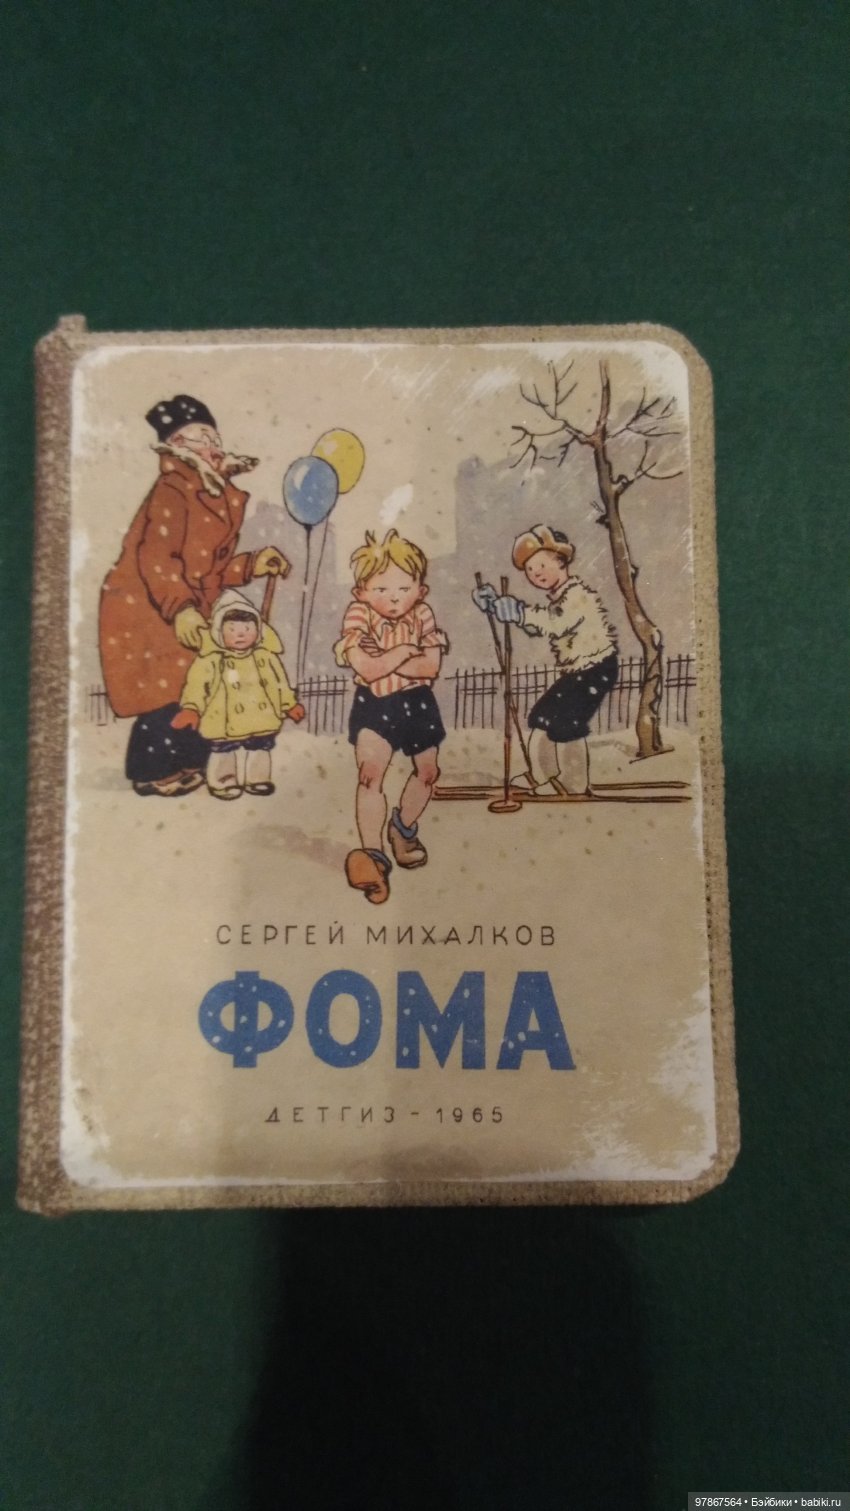 СЕРГЕЙ МИХАЛКОВ
ФОМА
ДЕТГИЗ - 1965
97867564 • Бэйбики • babiki.ru